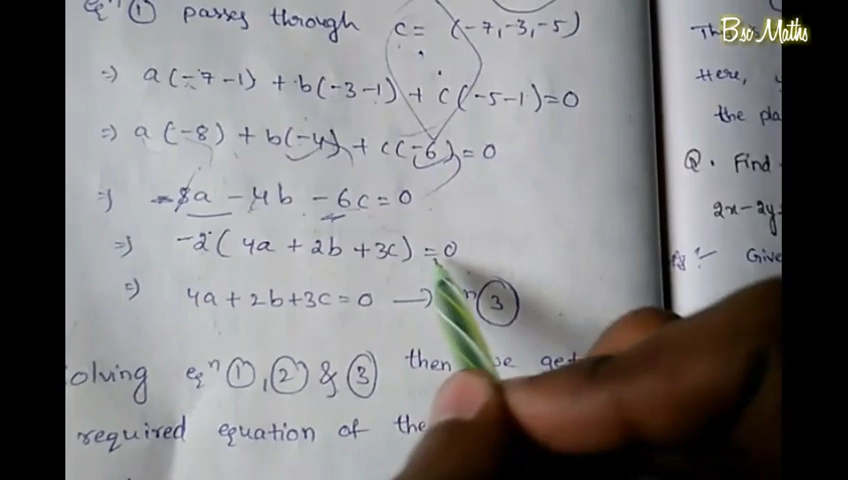 eqⁿ ① passes through c = (-7, -3, -5)
=) a(-7-1) + b(-3-1) + c(-5-1) = 0
=) a(-8) + b(-4) + c(-6) = 0
=) -8a - 4b - 6c = 0
=) -2(4a + 2b + 3c) = 0
=) 4a + 2b + 3c = 0 → n ③
olving eqⁿ ①, ② & ③ then we get
required equation of the
Bsc Maths
Here,
the pla
Q. Find
2x-2y
:- Give